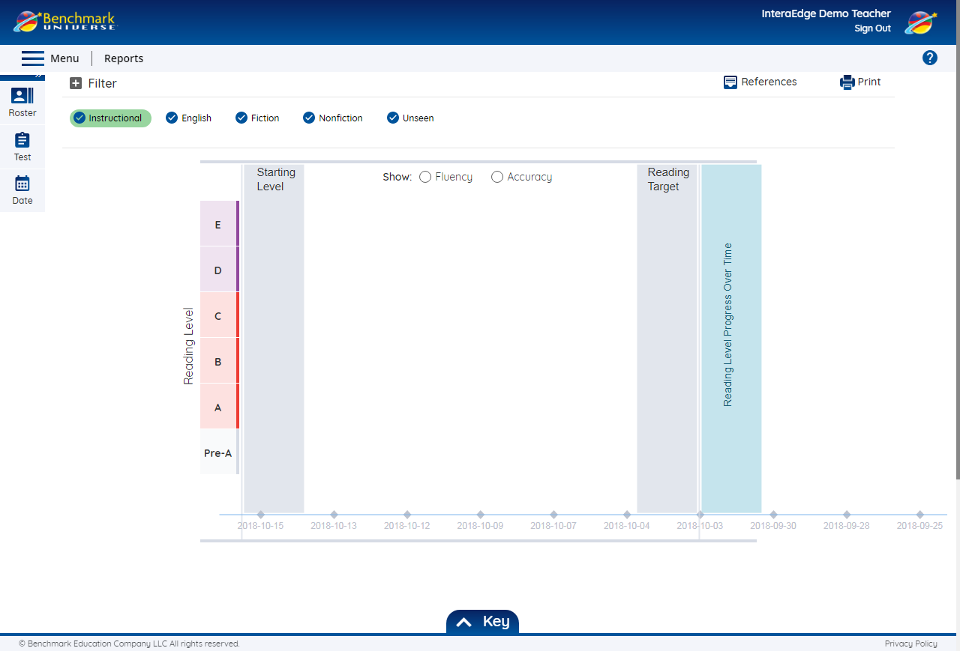 Benchmark
UNIVERSE
InteraEdge Demo Teacher
Sign Out
Menu
Reports
?
Roster
Test
Date
Filter
References
Print
Instructional
English
Fiction
Nonfiction
Unseen
Starting
Level
Show:
Fluency
Accuracy
Reading
Target
Reading Level
E
D
C
B
A
Pre-A
Reading Level Progress Over Time
2018-10-15
2018-10-13
2018-10-12
2018-10-09
2018-10-07
2018-10-04
2018-10-03
2018-09-30
2018-09-28
2018-09-25
Key
© Benchmark Education Company LLC All rights reserved.
Privacy Policy